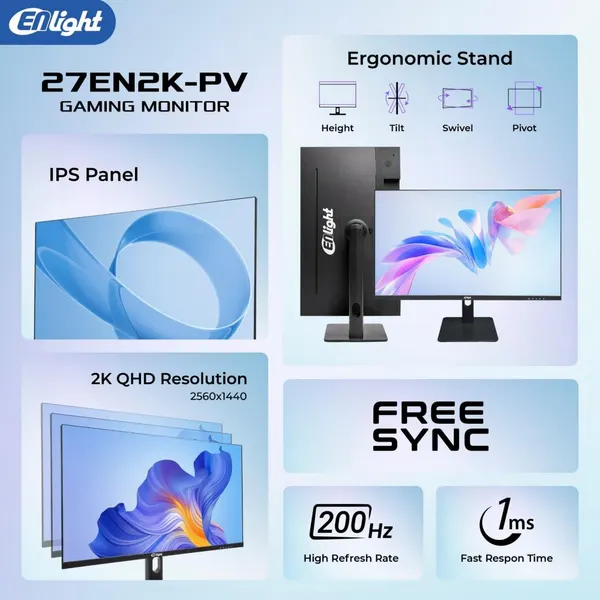 ENlight
27EN2K-PV
GAMING MONITOR
Ergonomic Stand
Height
Tilt
Swivel
Pivot
IPS Panel
ENlight
2K QHD Resolution
2560x1440
FREE
SYNC
200Hz
High Refresh Rate
1ms
Fast Respon Time